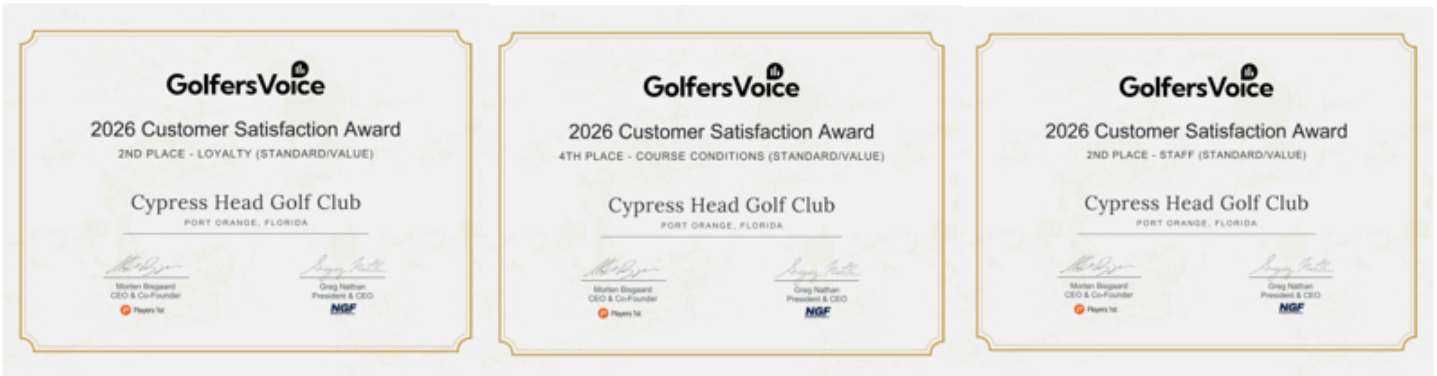 GolfersVoice
2026 Customer Satisfaction Award
2ND PLACE - LOYALTY (STANDARD/VALUE)
Cypress Head Golf Club
PORT ORANGE, FLORIDA
Morten Bisgaard
CEO & Co-Founder
Players 1st
Greg Nathan
President & CEO
NGF
GolfersVoice
2026 Customer Satisfaction Award
4TH PLACE - COURSE CONDITIONS (STANDARD/VALUE)
Cypress Head Golf Club
PORT ORANGE, FLORIDA
Morten Bisgaard
CEO & Co-Founder
Players 1st
Greg Nathan
President & CEO
NGF
GolfersVoice
2026 Customer Satisfaction Award
2ND PLACE - STAFF (STANDARD/VALUE)
Cypress Head Golf Club
PORT ORANGE, FLORIDA
Morten Bisgaard
CEO & Co-Founder
Players 1st
Greg Nathan
President & CEO
NGF